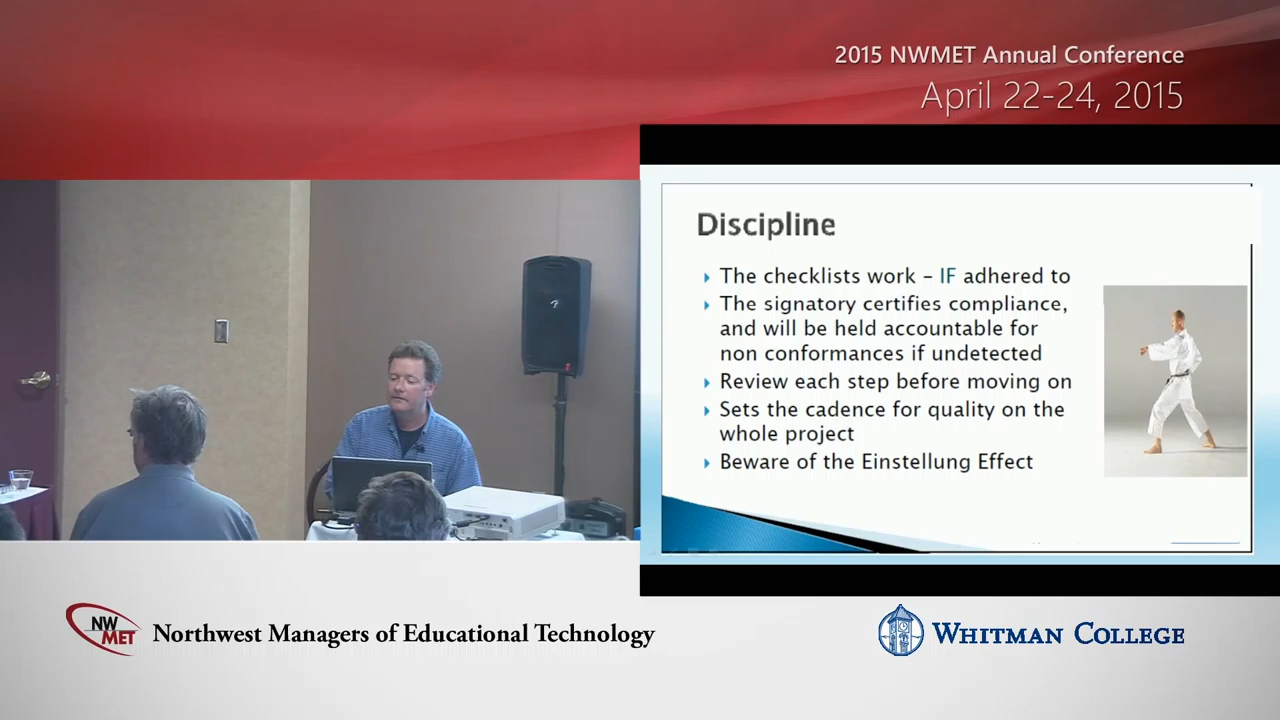 2015 NWMET Annual Conference
April 22-24, 2015
Discipline
The checklists work – IF adhered to
The signatory certifies compliance,
and will be held accountable for
non conformances if undetected
Review each step before moving on
Sets the cadence for quality on the
whole project
Beware of the Einstellung Effect
NW
MET
Northwest Managers of Educational Technology
WHITMAN COLLEGE